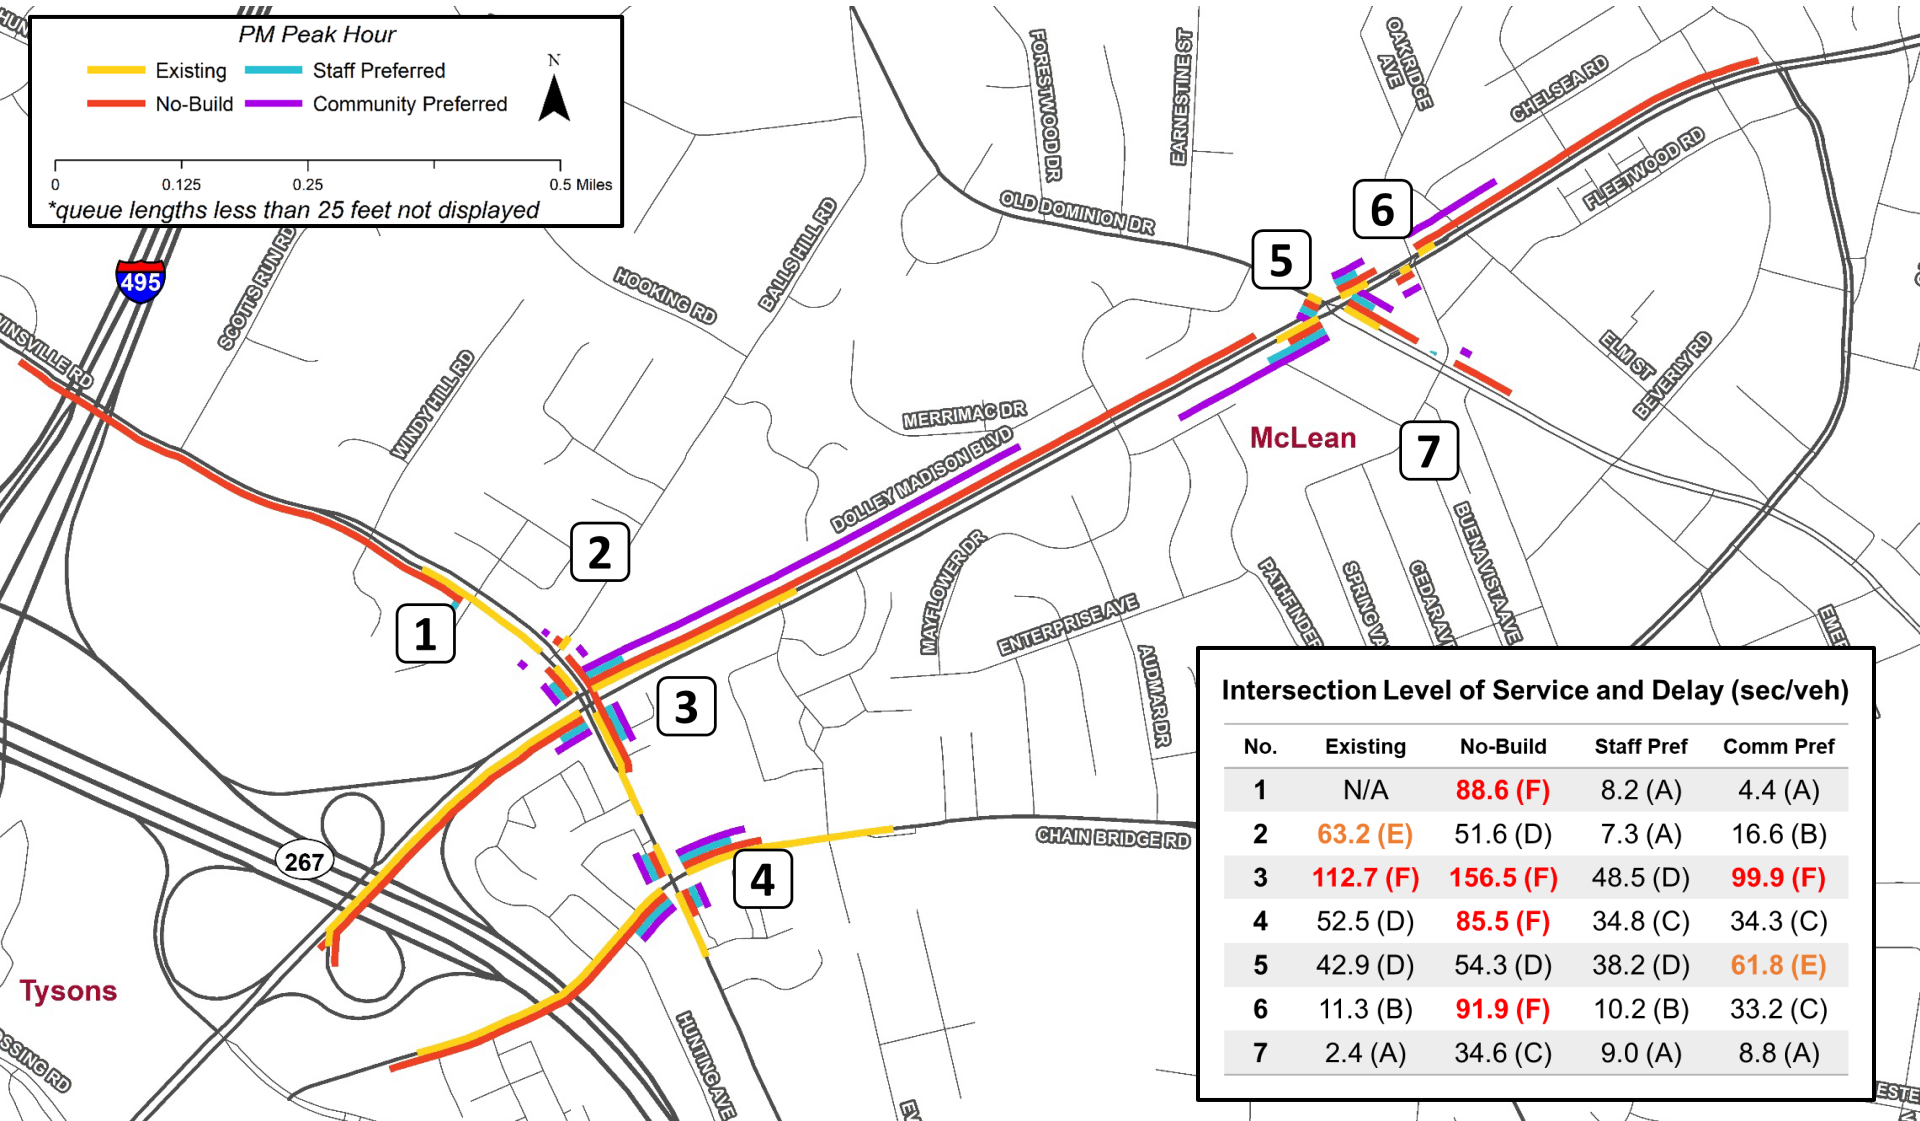 PM Peak Hour
Existing
Staff Preferred
No-Build
Community Preferred
N
0
0.125
0.25
0.5 Miles
*queue lengths less than 25 feet not displayed
495
SCOTTS RUN RD
WINDY HILL RD
HOOKING RD
BALLS HILL RD
OLD DOMINION DR
FORESTWOOD DR
EARNESTINE ST
OAKRIDGE
AVE
CHELSEA RD
FLEETWOOD RD
ELM ST
BEVERLY RD
MERRIMAC DR
DOLLEY MADISON BLVD
MAYFLOWER DR
ENTERPRISE AVE
AUDMAR DR
PATHFINDER
SPRING VA
CEDAR AV
BUENA VISTA AVE
EMER
McLean
Tysons
267
CHAIN BRIDGE RD
HUNTING AVE
OSSING RD
INSVILLE RD
ESTE
1
2
3
4
5
6
7
Intersection Level of Service and Delay (sec/veh)
No. Existing No-Build Staff Pref Comm Pref
1 N/A 88.6 (F) 8.2 (A) 4.4 (A)
2 63.2 (E) 51.6 (D) 7.3 (A) 16.6 (B)
3 112.7 (F) 156.5 (F) 48.5 (D) 99.9 (F)
4 52.5 (D) 85.5 (F) 34.8 (C) 34.3 (C)
5 42.9 (D) 54.3 (D) 38.2 (D) 61.8 (E)
6 11.3 (B) 91.9 (F) 10.2 (B) 33.2 (C)
7 2.4 (A) 34.6 (C) 9.0 (A) 8.8 (A)